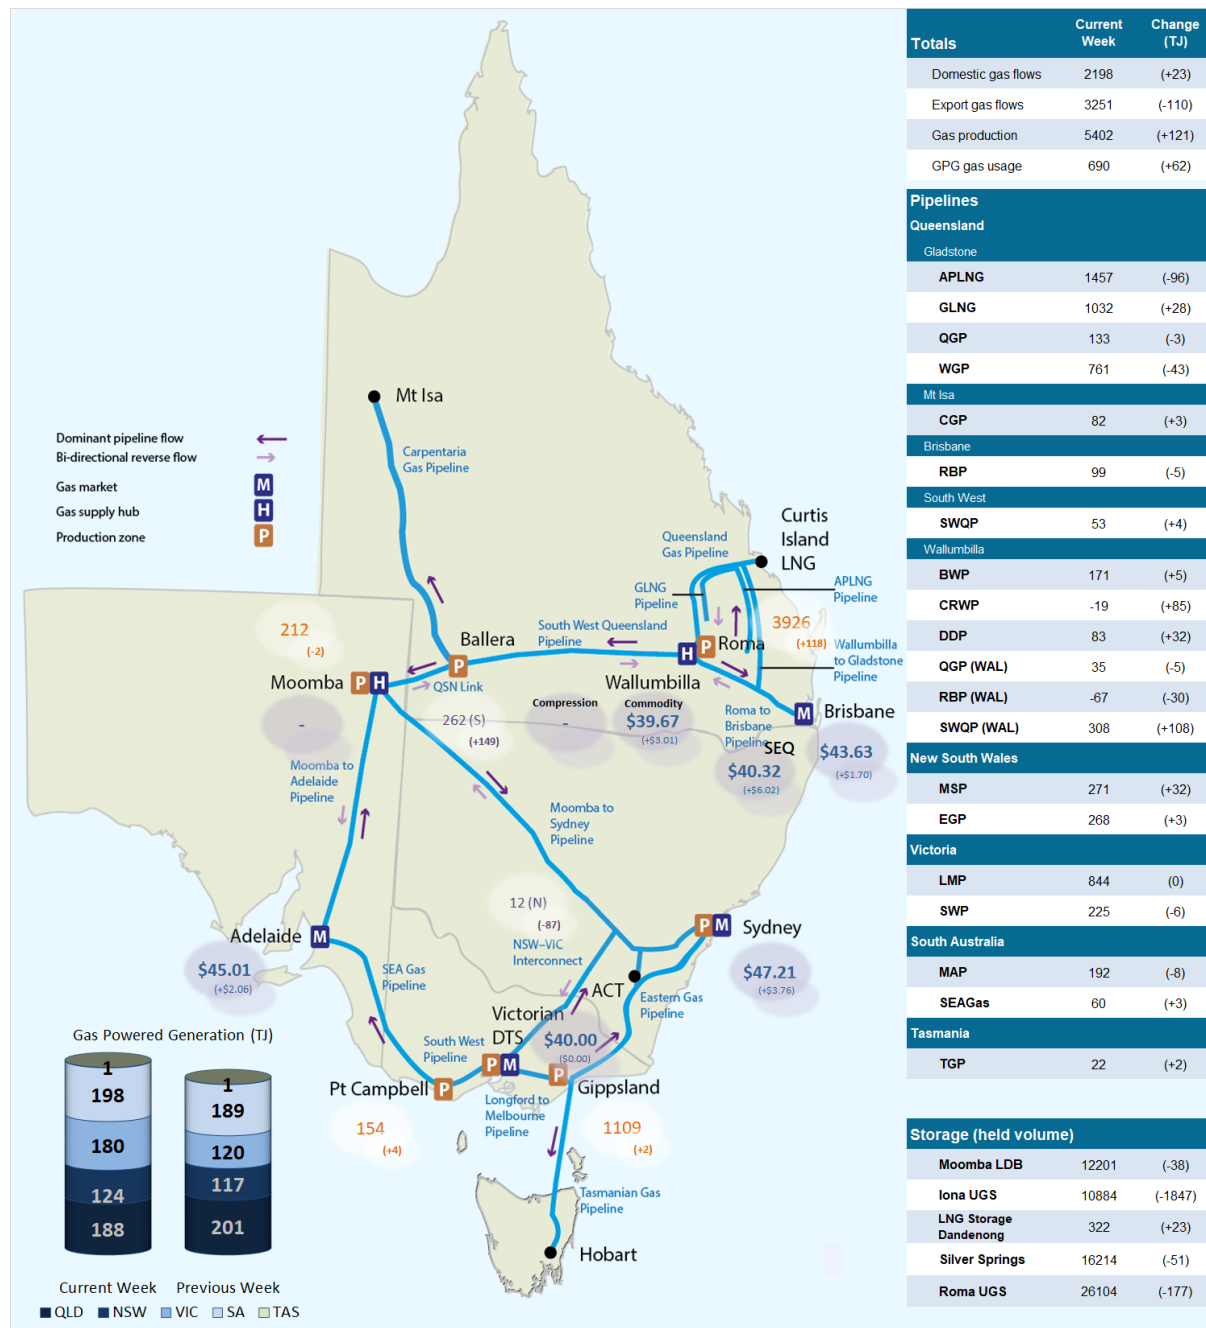 Dominant pipeline flow
Bi-directional reverse flow
Gas market M
Gas supply hub H
Production zone P
Mt Isa
Carpentaria
Gas Pipeline
Curtis
Island
LNG
Queensland
Gas Pipeline
GLNG
Pipeline
APLNG
Pipeline
3926
(+118)
Wallumbilla
to Gladstone
Pipeline
South West Queensland
Pipeline
Ballera
P
QSN Link
H P Roma
Wallumbilla
212
(-2)
Moomba P H
-
262 (S)
(+149)
Compression
-
Commodity
$39.67
(+$3.01)
Roma to
Brisbane
Pipeline
M Brisbane
$43.63
(+$1.70)
SEQ
$40.32
(+$6.02)
Moomba to
Adelaide
Pipeline
Moomba to
Sydney
Pipeline
12 (N)
(-87)
NSW-VIC
Interconnect
P M Sydney
$47.21
(+$3.76)
Adelaide M
$45.01
(+$2.06)
SEA Gas
Pipeline
ACT
Eastern Gas
Pipeline
Victorian
DTS
P M
$40.00
($0.00)
South West
Pipeline
Pt Campbell P
154
(+4)
P
Gippsland
1109
(+2)
Longford to
Melbourne
Pipeline
Tasmanian Gas
Pipeline
Hobart
Gas Powered Generation (TJ)
1 1
198 189
180 120
124 117
188 201
Current Week Previous Week
QLD NSW VIC SA TAS
Totals Current Week Change (TJ)
Domestic gas flows 2198 (+23)
Export gas flows 3251 (-110)
Gas production 5402 (+121)
GPG gas usage 690 (+62)
Pipelines
Queensland
Gladstone
APLNG 1457 (-96)
GLNG 1032 (+28)
QGP 133 (-3)
WGP 761 (-43)
Mt Isa
CGP 82 (+3)
Brisbane
RBP 99 (-5)
South West
SWQP 53 (+4)
Wallumbilla
BWP 171 (+5)
CRWP -19 (+85)
DDP 83 (+32)
QGP (WAL) 35 (-5)
RBP (WAL) -67 (-30)
SWQP (WAL) 308 (+108)
New South Wales
MSP 271 (+32)
EGP 268 (+3)
Victoria
LMP 844 (0)
SWP 225 (-6)
South Australia
MAP 192 (-8)
SEAGas 60 (+3)
Tasmania
TGP 22 (+2)
Storage (held volume)
Moomba LDB 12201 (-38)
Iona UGS 10884 (-1847)
LNG Storage
Dandenong 322 (+23)
Silver Springs 16214 (-51)
Roma UGS 26104 (-177)